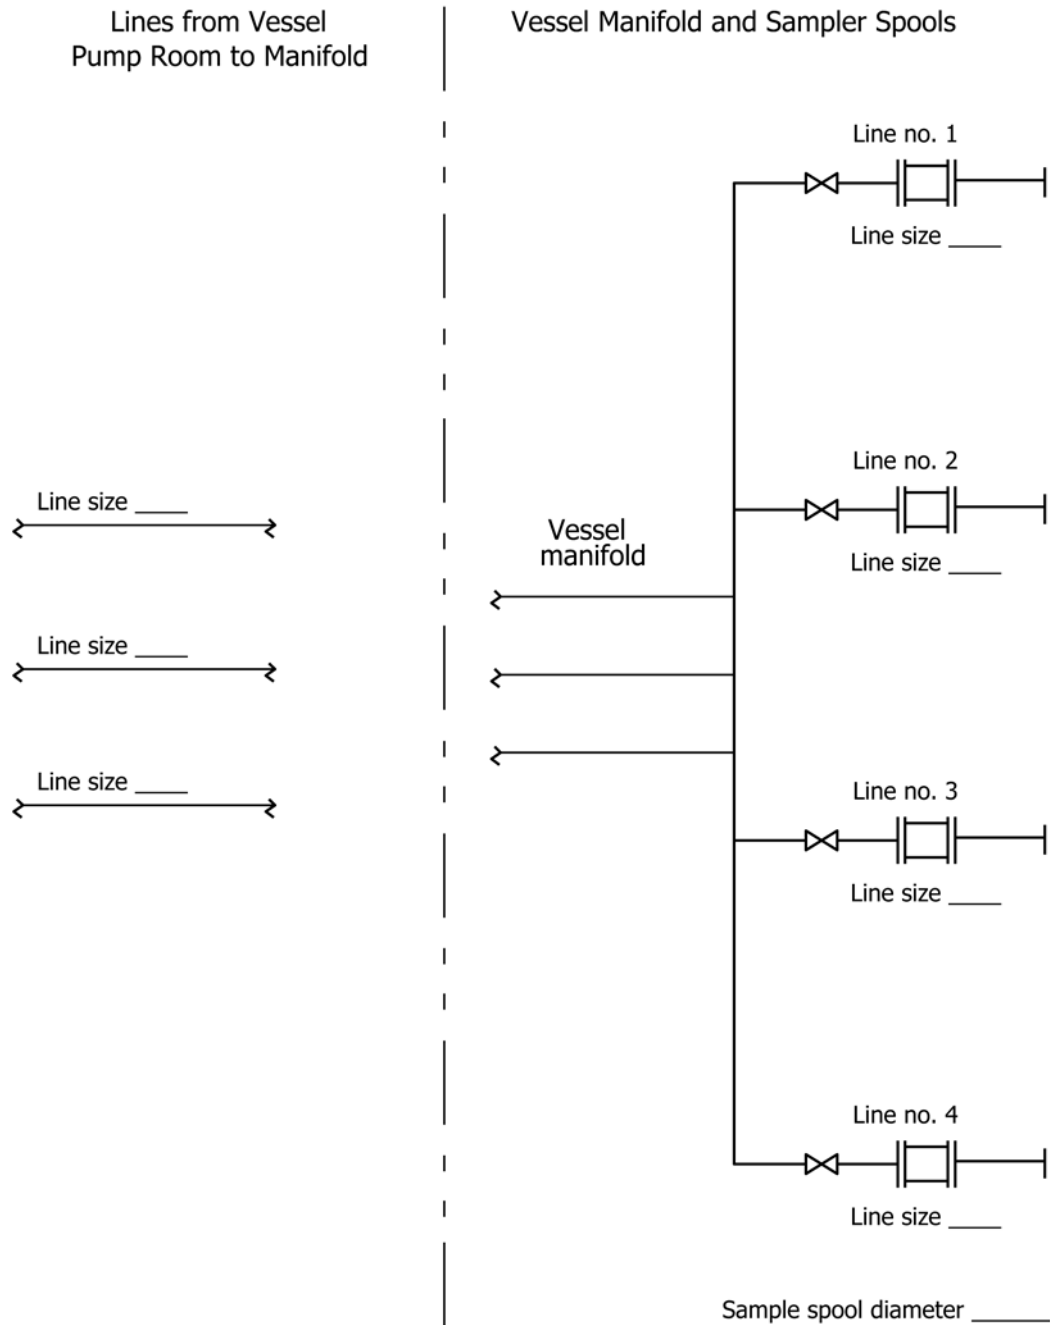 Lines from Vessel
Pump Room to Manifold
Line size ____
Line size ____
Line size ____
Vessel Manifold and Sampler Spools
Line no. 1
Line size ____
Line no. 2
Line size ____
Vessel
manifold
Line no. 3
Line size ____
Line no. 4
Line size ____
Sample spool diameter ______